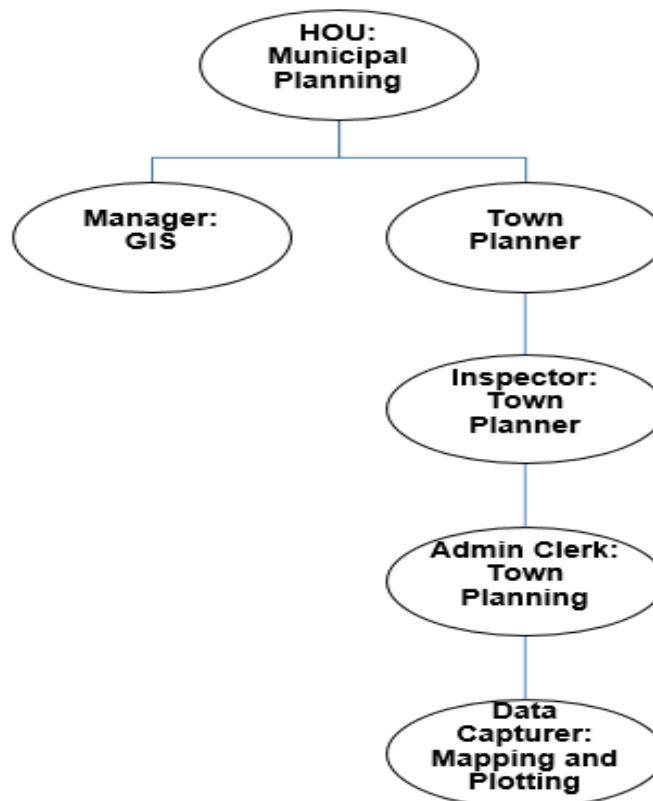 HOU:
Municipal
Planning
Manager:
GIS
Town
Planner
Inspector:
Town
Planner
Admin Clerk:
Town
Planning
Data
Capturer:
Mapping and
Plotting